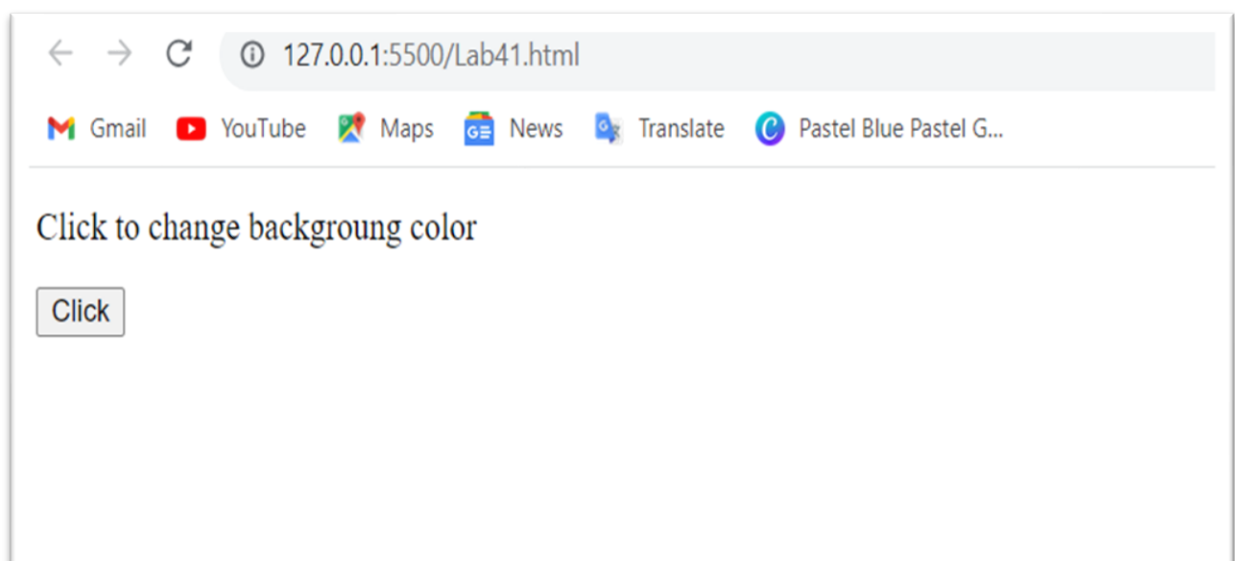 127.0.0.1:5500/Lab41.html
Gmail YouTube Maps GE News G Translate C Pastel Blue Pastel G...
Click to change backgroung color
Click